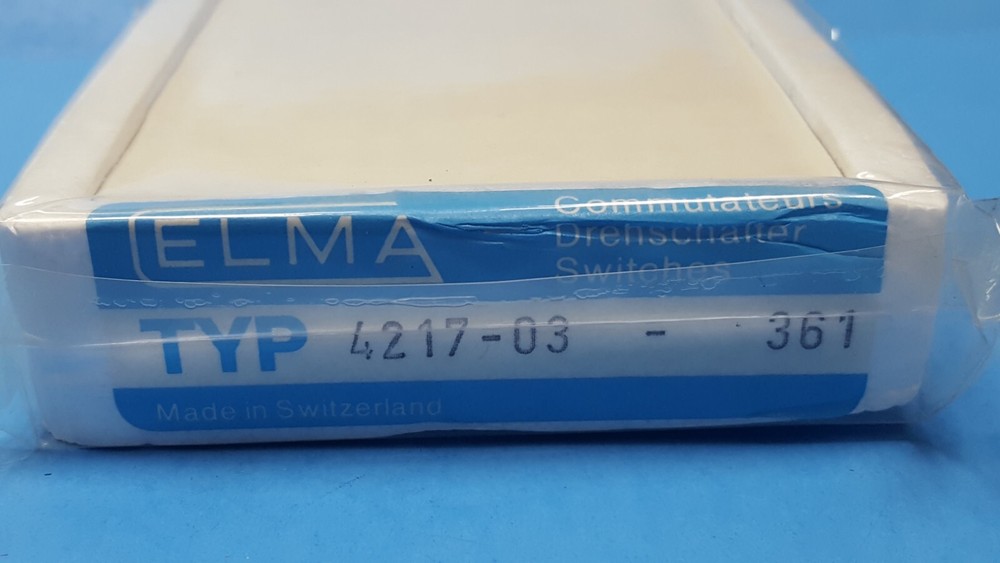 ELMA
Commutateurs
Drehschalter
Switches
TYP 4217-03 - 361
Made in Switzerland